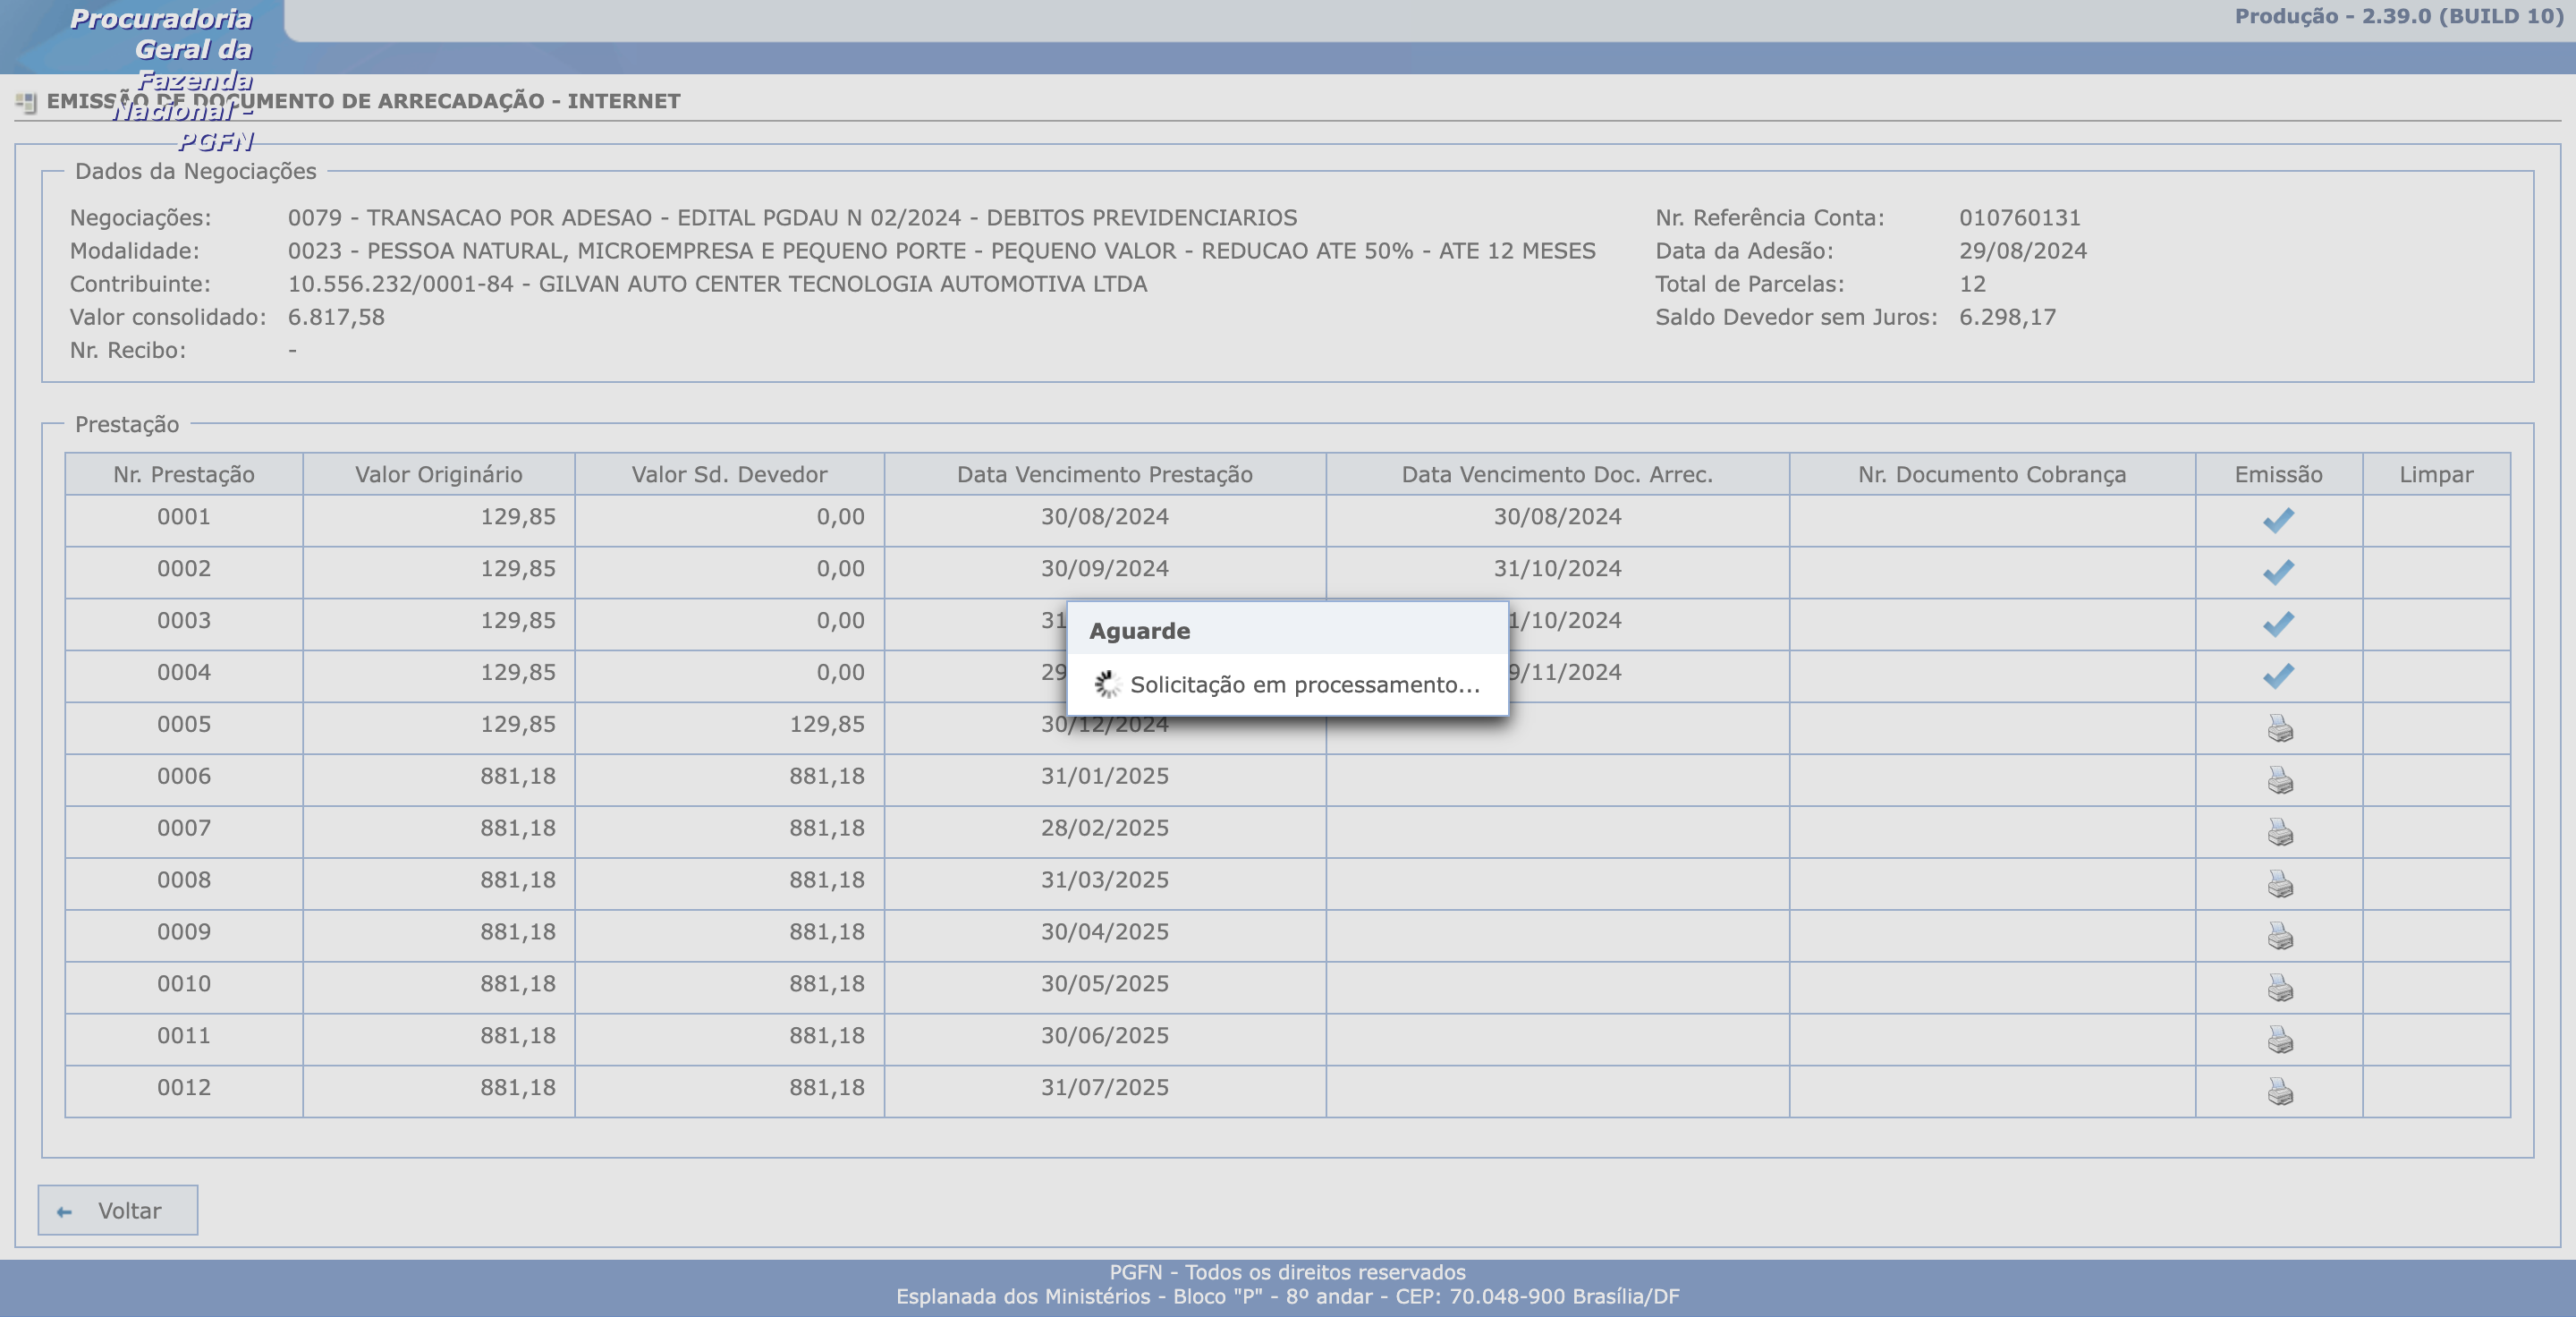 Procuradoria
Geral da
Fazenda
Nacional -
PGFN
Produção - 2.39.0 (BUILD 10)
EMISSÃO DE DOCUMENTO DE ARRECADAÇÃO - INTERNET
Dados da Negociações
Negociações: 0079 - TRANSACAO POR ADESAO - EDITAL PGDAU N 02/2024 - DEBITOS PREVIDENCIARIOS Nr. Referência Conta: 010760131
Modalidade: 0023 - PESSOA NATURAL, MICROEMPRESA E PEQUENO PORTE - PEQUENO VALOR - REDUCAO ATE 50% - ATE 12 MESES Data da Adesão: 29/08/2024
Contribuinte: 10.556.232/0001-84 - GILVAN AUTO CENTER TECNOLOGIA AUTOMOTIVA LTDA Total de Parcelas: 12
Valor consolidado: 6.817,58 Saldo Devedor sem Juros: 6.298,17
Nr. Recibo: -
Prestação
Nr. Prestação Valor Originário Valor Sd. Devedor Data Vencimento Prestação Data Vencimento Doc. Arrec. Nr. Documento Cobrança Emissão Limpar
0001 129,85 0,00 30/08/2024 30/08/2024
0002 129,85 0,00 30/09/2024 31/10/2024
0003 129,85 0,00 31 1/10/2024
0004 129,85 0,00 29 9/11/2024
Aguarde
Solicitação em processamento...
0005 129,85 129,85 30/12/2024
0006 881,18 881,18 31/01/2025
0007 881,18 881,18 28/02/2025
0008 881,18 881,18 31/03/2025
0009 881,18 881,18 30/04/2025
0010 881,18 881,18 30/05/2025
0011 881,18 881,18 30/06/2025
0012 881,18 881,18 31/07/2025
Voltar
PGFN - Todos os direitos reservados
Esplanada dos Ministérios - Bloco "P" - 8º andar - CEP: 70.048-900 Brasília/DF